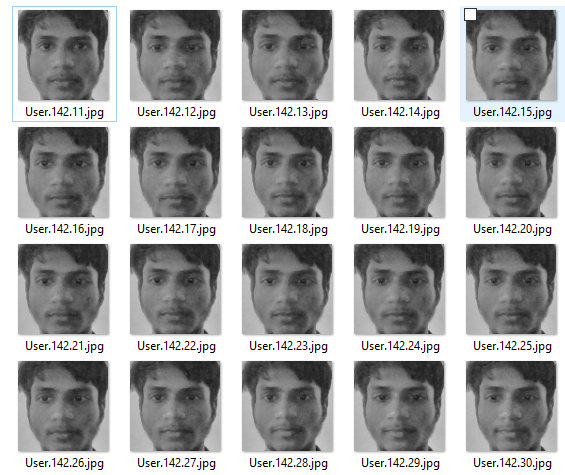 User.142.11.jpg User.142.12.jpg User.142.13.jpg User.142.14.jpg User.142.15.jpg
User.142.16.jpg User.142.17.jpg User.142.18.jpg User.142.19.jpg User.142.20.jpg
User.142.21.jpg User.142.22.jpg User.142.23.jpg User.142.24.jpg User.142.25.jpg
User.142.26.jpg User.142.27.jpg User.142.28.jpg User.142.29.jpg User.142.30.jpg